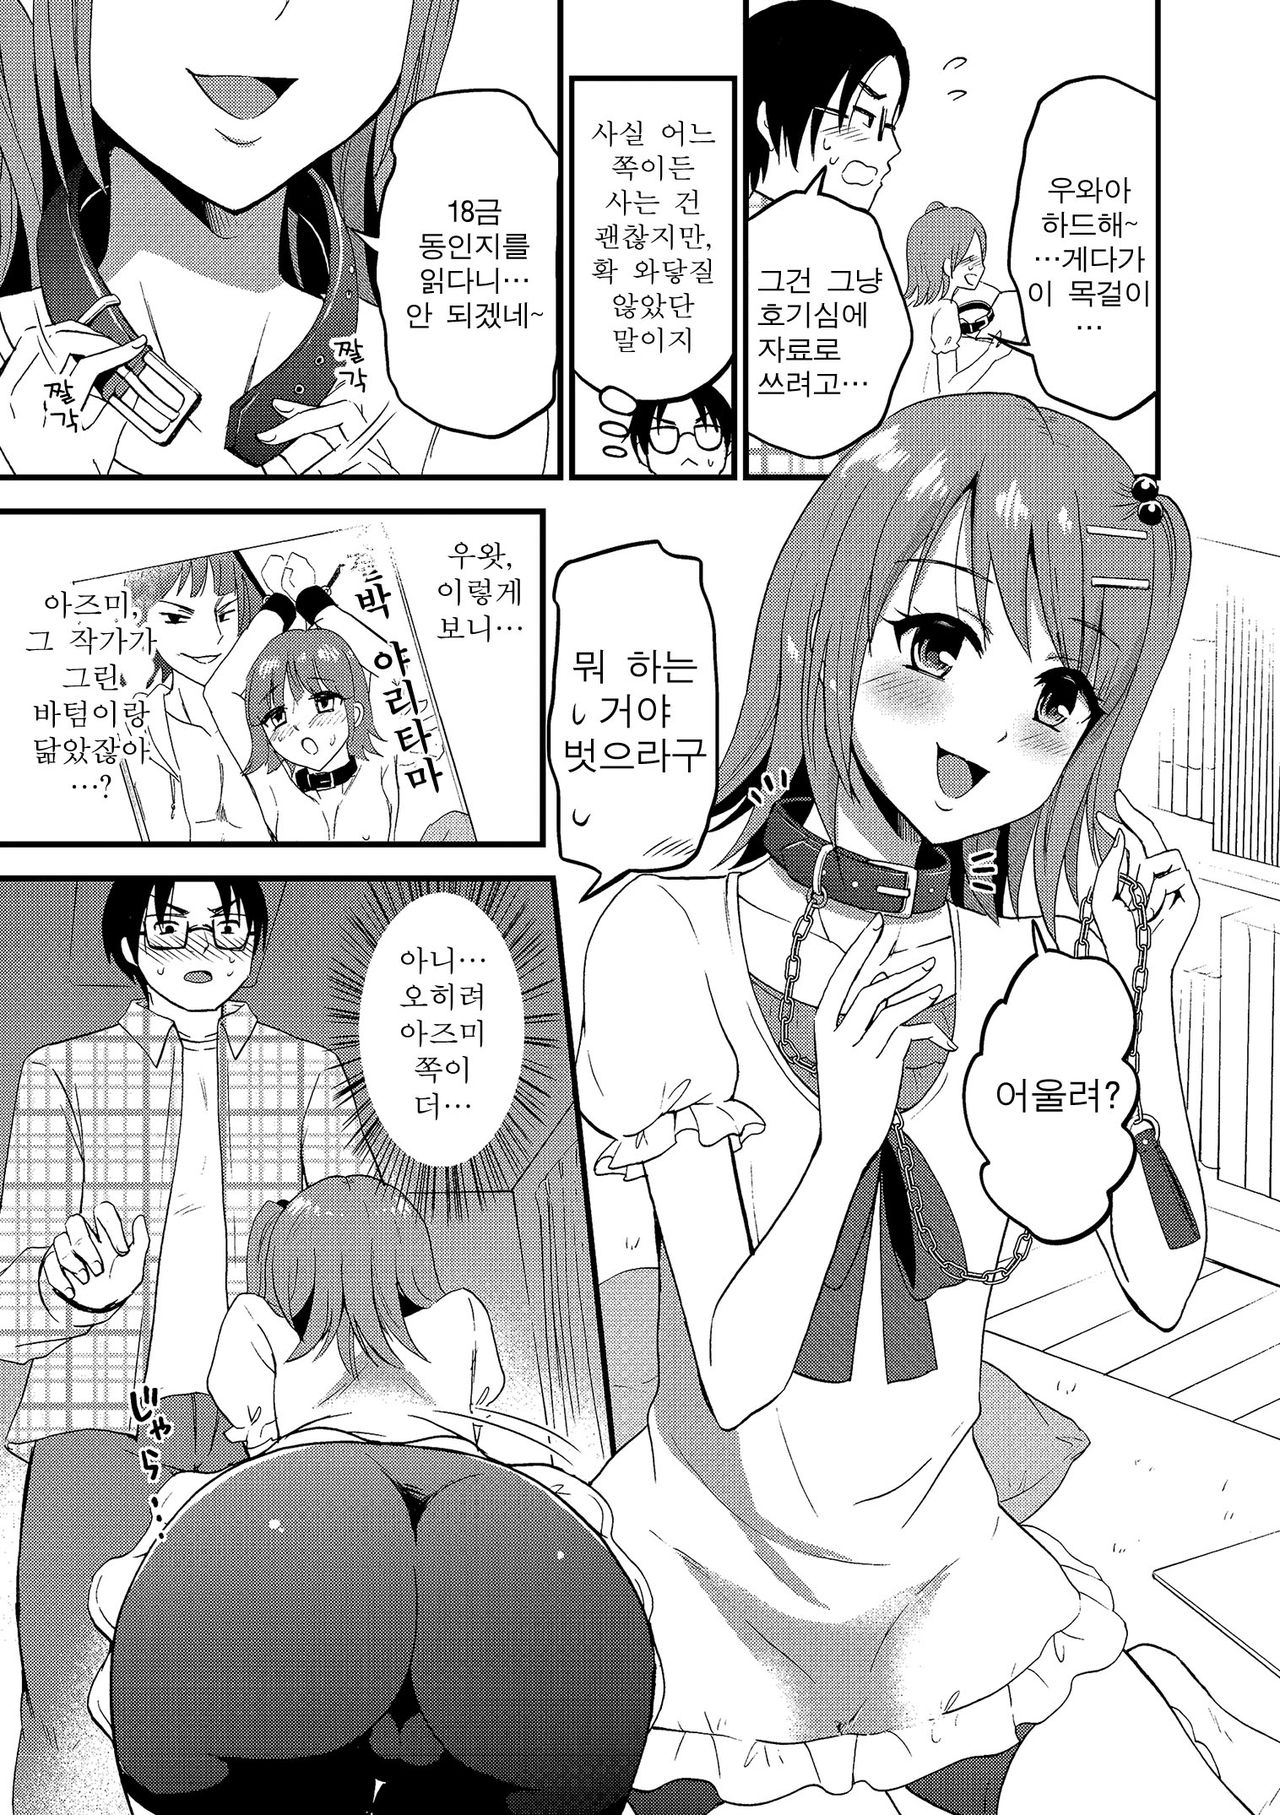 우와아
하드해~
…게다가
이 목걸이
…
그건 그냥
호기심에
자료로
쓰려고…
사실 어느
쪽이든
사는 건
괜찮지만,
확 와닿질
않았단
말이지
18금
동인지를
읽다니…
안 되겠네~
짤각
짤각
뭐 하는
거야
벗으라구
어울려?
우왓,
이렇게
보니…
박 야리타마
아즈미,
그 작가가
그린
바텀이랑
닮았잖아
…?
아니…
오히려
아즈미
쪽이
더…
じゃら…